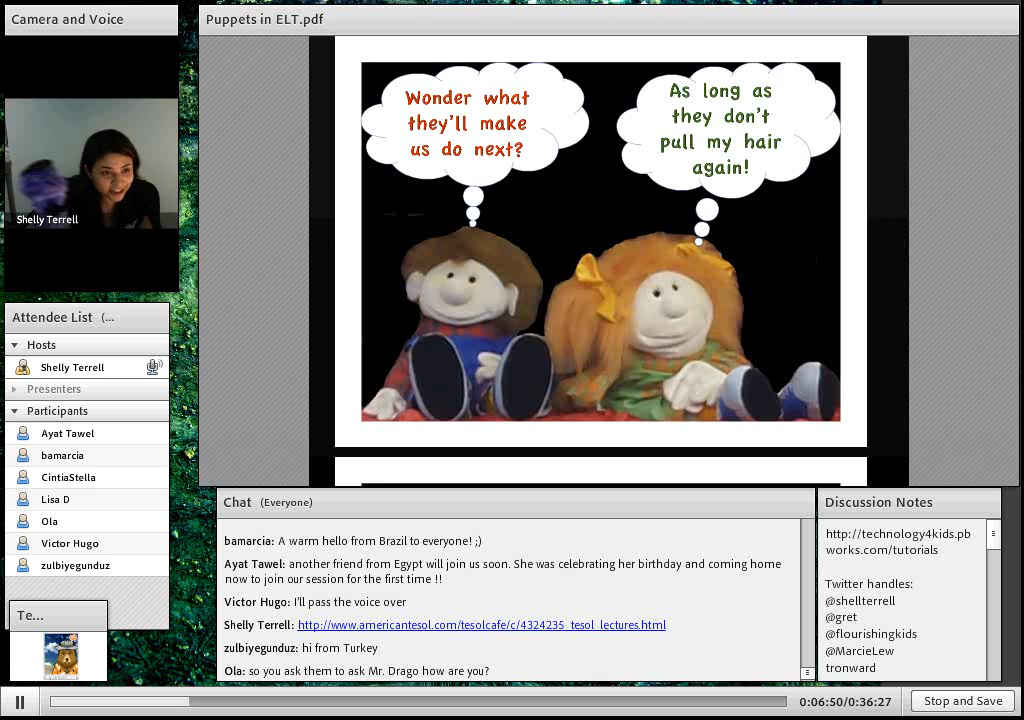 Camera and Voice
Shelly Terrell
Attendee List (...
Hosts
Shelly Terrell
Presenters
Participants
Ayat Tawel
bamarcia
CintiaStella
Lisa D
Ola
Victor Hugo
zulbiyegunduz
Te...
Puppets in ELT.pdf
Wonder what
they'll make
us do next?
As long as
they don't
pull my hair
again!
Chat (Everyone)
bamarcia: A warm hello from Brazil to everyone! ;)
Ayat Tawel: another friend from Egypt will join us soon. She was celebrating her birthday and coming home
now to join our session for the first time !!
Victor Hugo: I'll pass the voice over
Shelly Terrell: http://www.americantesol.com/tesolcafe/c/4324235_tesol_lectures.html
zulbiyegunduz: hi from Turkey
Ola: so you ask them to ask Mr. Drago how are you?
Discussion Notes
http://technology4kids.pb
works.com/tutorials
Twitter handles:
@shellterrell
@gret
@flourishingkids
@MarcieLew
tronward
0:06:50/0:36:27
Stop and Save